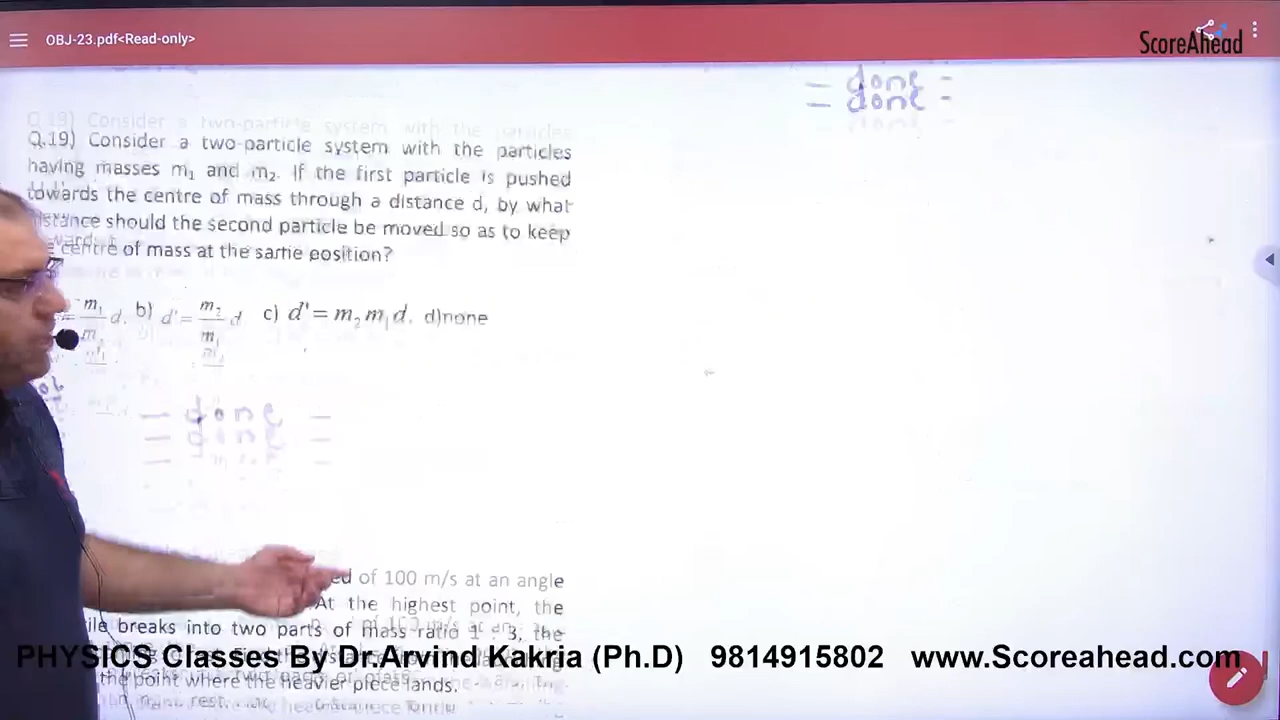 OBJ-23.pdf<Read-only>
ScoreAhead
= done =
Q.19) Consider a two-particle system with the particles
having masses m₁ and m₂. If the first particle is pushed
towards the centre of mass through a distance d, by what
distance should the second particle be moved so as to keep
centre of mass at the same position?
= m₁/m d. b) d'= m₂/m₁ d c) d'= m₂ m₁ d. d)none
— done —
of 100 m/s at an angle
At the highest point, the
breaks into two parts of mass ratio 1 : 3, the
the point where the heavier piece lands.
PHYSICS Classes By Dr.Arvind Kakria (Ph.D) 9814915802 www.Scoreahead.com